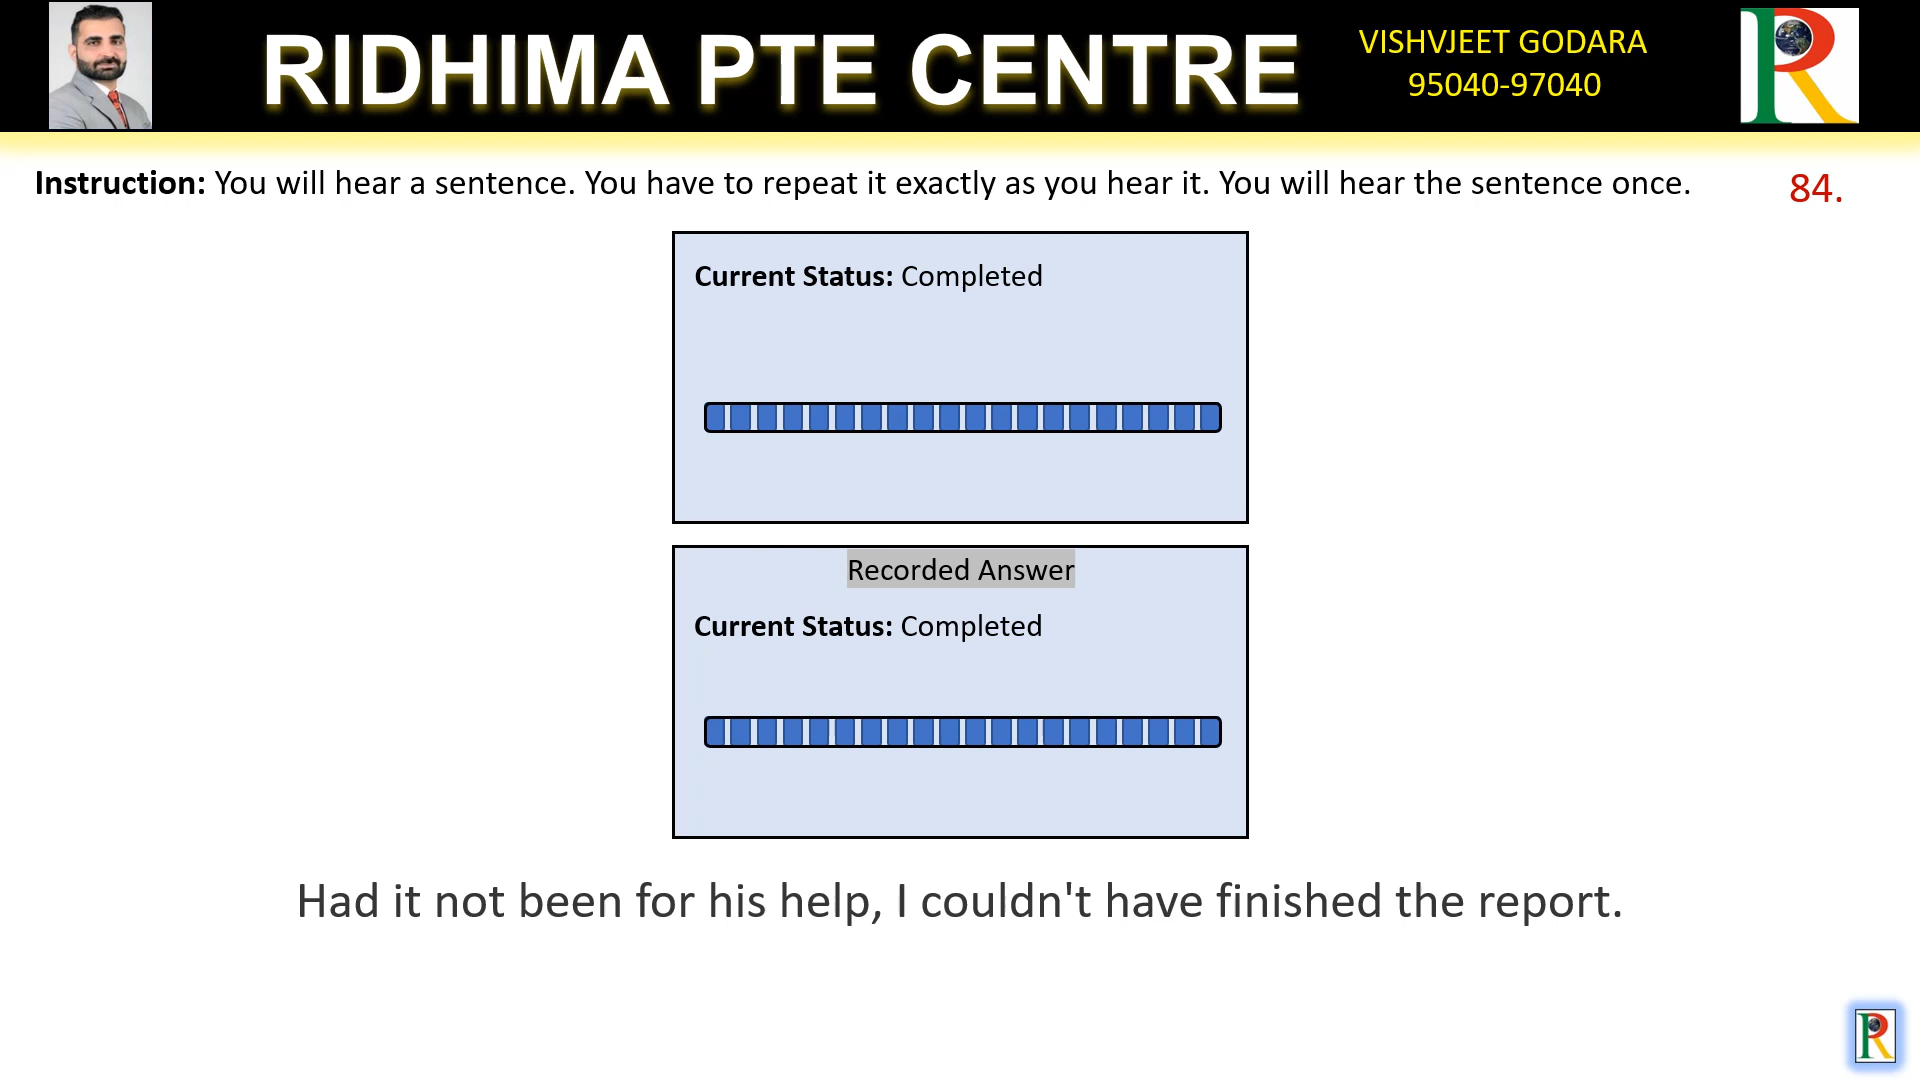 RIDHIMA PTE CENTRE
VISHVJEET GODARA
95040-97040
R
Instruction: You will hear a sentence. You have to repeat it exactly as you hear it. You will hear the sentence once.
84.
Current Status: Completed
Recorded Answer
Current Status: Completed
Had it not been for his help, I couldn't have finished the report.
R